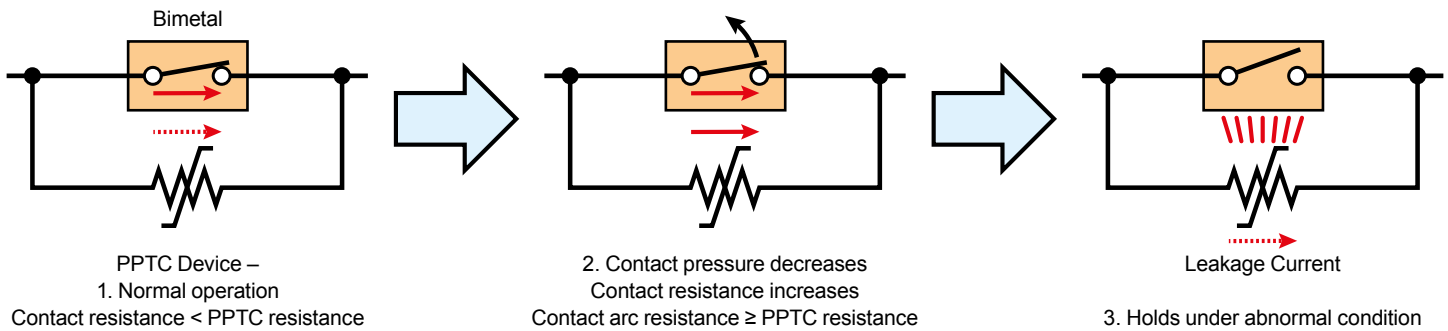 Bimetal
PPTC Device –
1. Normal operation
Contact resistance < PPTC resistance
2. Contact pressure decreases
Contact resistance increases
Contact arc resistance ≥ PPTC resistance
Leakage Current
3. Holds under abnormal condition